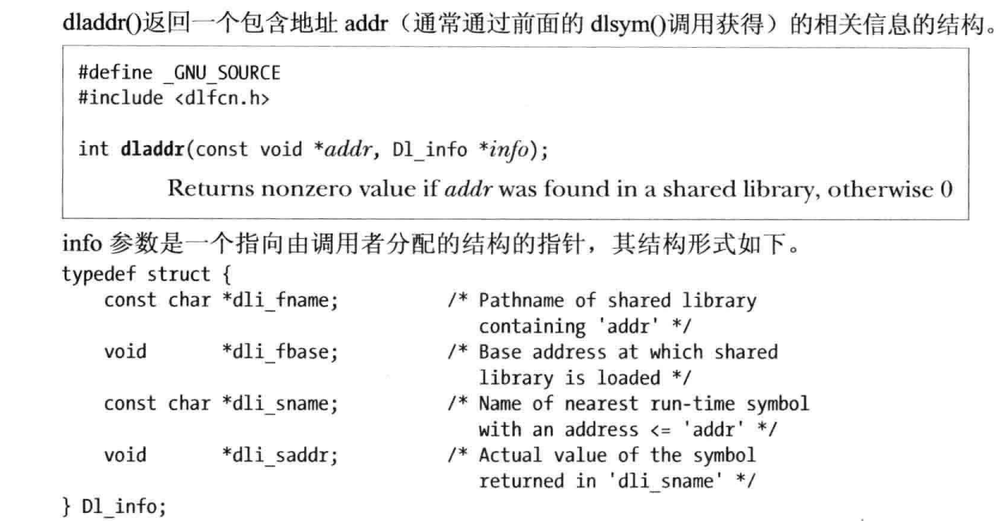 dladdr()返回一个包含地址 addr（通常通过前面的 dlsym()调用获得）的相关信息的结构。
#define _GNU_SOURCE
#include <dlfcn.h>
int dladdr(const void *addr, Dl_info *info);
Returns nonzero value if addr was found in a shared library, otherwise 0
info 参数是一个指向由调用者分配的结构的指针，其结构形式如下。
typedef struct {
const char *dli_fname; /* Pathname of shared library
containing 'addr' */
void *dli_fbase; /* Base address at which shared
library is loaded */
const char *dli_sname; /* Name of nearest run-time symbol
with an address <= 'addr' */
void *dli_saddr; /* Actual value of the symbol
returned in 'dli_sname' */
} Dl_info;